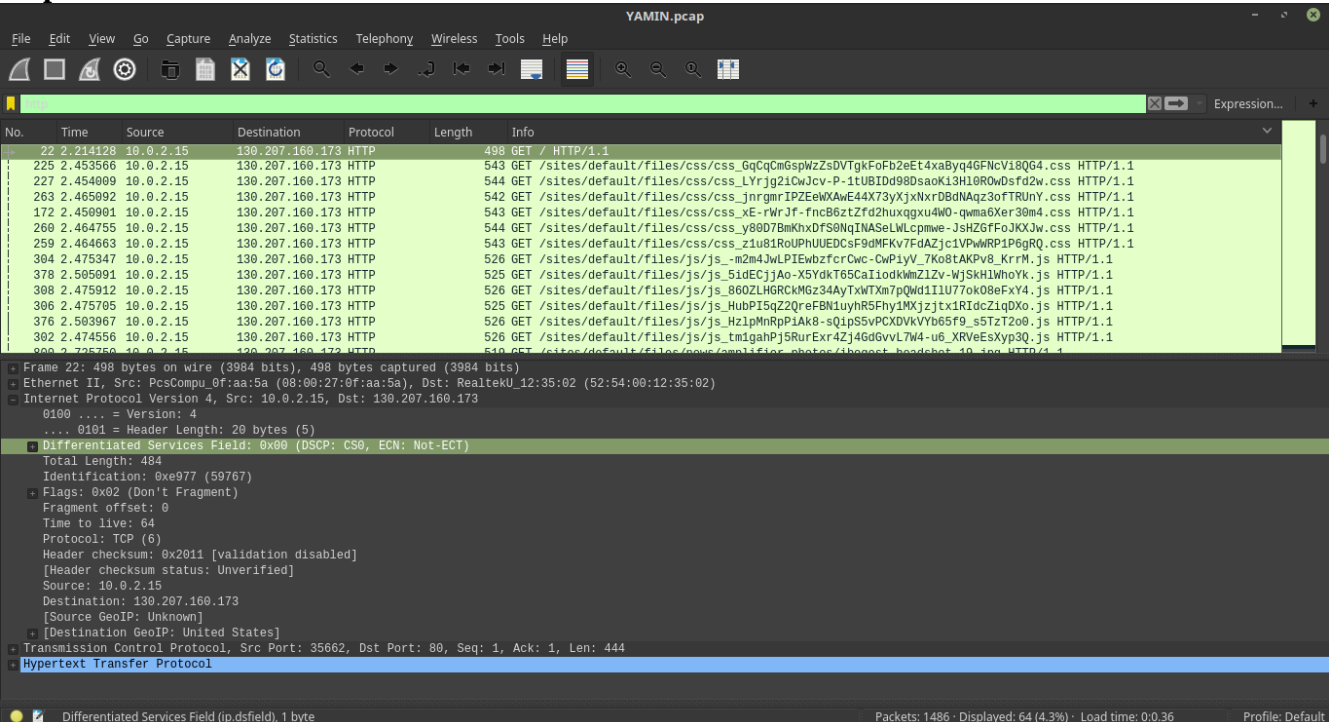 YAMIN.pcap
File Edit View Go Capture Analyze Statistics Telephony Wireless Tools Help
http Expression... +
No. Time Source Destination Protocol Length Info
22 2.214128 10.0.2.15 130.207.160.173 HTTP 498 GET / HTTP/1.1
225 2.453566 10.0.2.15 130.207.160.173 HTTP 543 GET /sites/default/files/css/css_GqCqCmGspWzZsDVTgkFoFb2eEt4xaByq4GFNcVi8QG4.css HTTP/1.1
227 2.454009 10.0.2.15 130.207.160.173 HTTP 544 GET /sites/default/files/css/css_LYrjg2iCwJcv-P-1tUBIDd98DsaoKi3Hl0ROwDsfd2w.css HTTP/1.1
263 2.465092 10.0.2.15 130.207.160.173 HTTP 542 GET /sites/default/files/css/css_jnrgmrIPZEeWXAwE44X73yXjxNxrDBdNAqz3ofTRUnY.css HTTP/1.1
172 2.450901 10.0.2.15 130.207.160.173 HTTP 543 GET /sites/default/files/css/css_xE-rWrJf-fncB6ztZfd2huxqgxu4WO-qwma6Xer30m4.css HTTP/1.1
260 2.464755 10.0.2.15 130.207.160.173 HTTP 544 GET /sites/default/files/css/css_y80D7BmKhxDfS0NqINASeLWLcpmwe-JsHZGfFoJKXJw.css HTTP/1.1
259 2.464663 10.0.2.15 130.207.160.173 HTTP 543 GET /sites/default/files/css/css_z1u81RoUPhUUEDCsF9dMFKv7FdAZjc1VPwWRP1P6gRQ.css HTTP/1.1
304 2.475347 10.0.2.15 130.207.160.173 HTTP 526 GET /sites/default/files/js/js_-m2m4JwLPIEwbzfcrCwc-CwPiyV_7Ko8tAKPv8_KrrM.js HTTP/1.1
378 2.505091 10.0.2.15 130.207.160.173 HTTP 525 GET /sites/default/files/js/js_5idECjjAo-X5YdkT65CaIiodkWmZlZv-WjSkHlWhoYk.js HTTP/1.1
308 2.475912 10.0.2.15 130.207.160.173 HTTP 526 GET /sites/default/files/js/js_86OZLHGRCkMGz34AyTxWTXm7pQWd1IlU77okO8eFxY4.js HTTP/1.1
306 2.475705 10.0.2.15 130.207.160.173 HTTP 525 GET /sites/default/files/js/js_HubPI5qZ2QreFBN1uyhR5Fhy1MXjzjtx1RIdcZiqDXo.js HTTP/1.1
376 2.503967 10.0.2.15 130.207.160.173 HTTP 526 GET /sites/default/files/js/js_HzlpMnRpPiAk8-sQipS5vPCXDVkVYb65f9_s5TzT2o0.js HTTP/1.1
302 2.474556 10.0.2.15 130.207.160.173 HTTP 526 GET /sites/default/files/js/js_tm1gahPj5RurExr4Zj4GdGvvL7W4-u6_XRVeEsXyp3Q.js HTTP/1.1
Frame 22: 498 bytes on wire (3984 bits), 498 bytes captured (3984 bits)
Ethernet II, Src: PcsCompu_0f:aa:5a (08:00:27:0f:aa:5a), Dst: RealtekU_12:35:02 (52:54:00:12:35:02)
Internet Protocol Version 4, Src: 10.0.2.15, Dst: 130.207.160.173
0100 .... = Version: 4
.... 0101 = Header Length: 20 bytes (5)
Differentiated Services Field: 0x00 (DSCP: CS0, ECN: Not-ECT)
Total Length: 484
Identification: 0xe977 (59767)
Flags: 0x02 (Don't Fragment)
Fragment offset: 0
Time to live: 64
Protocol: TCP (6)
Header checksum: 0x2011 [validation disabled]
[Header checksum status: Unverified]
Source: 10.0.2.15
Destination: 130.207.160.173
[Source GeoIP: Unknown]
[Destination GeoIP: United States]
Transmission Control Protocol, Src Port: 35662, Dst Port: 80, Seq: 1, Ack: 1, Len: 444
Hypertext Transfer Protocol
Differentiated Services Field (ip.dsfield), 1 byte Packets: 1486 · Displayed: 64 (4.3%) · Load time: 0:0.36 Profile: Default